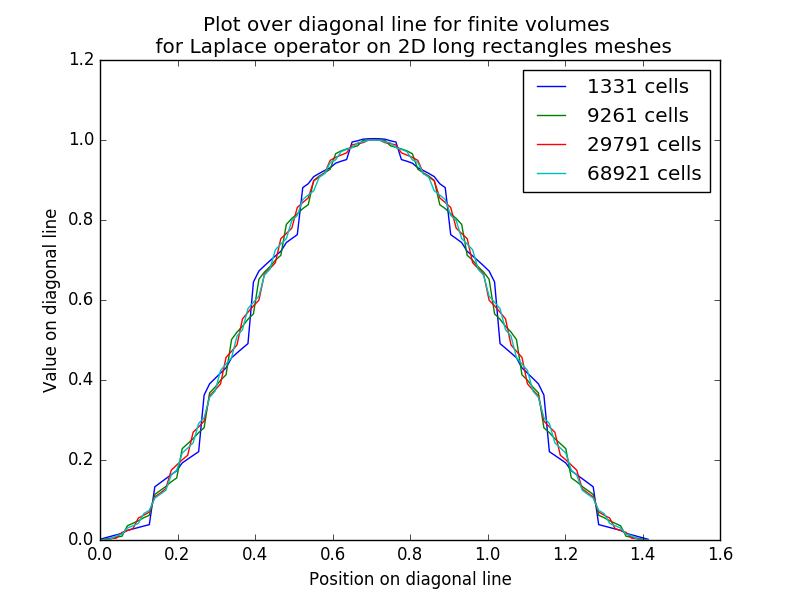 Plot over diagonal line for finite volumes
for Laplace operator on 2D long rectangles meshes
1.2
1.0
0.8
0.6
0.4
0.2
0.0
Value on diagonal line
1331 cells
9261 cells
29791 cells
68921 cells
0.0 0.2 0.4 0.6 0.8 1.0 1.2 1.4 1.6
Position on diagonal line